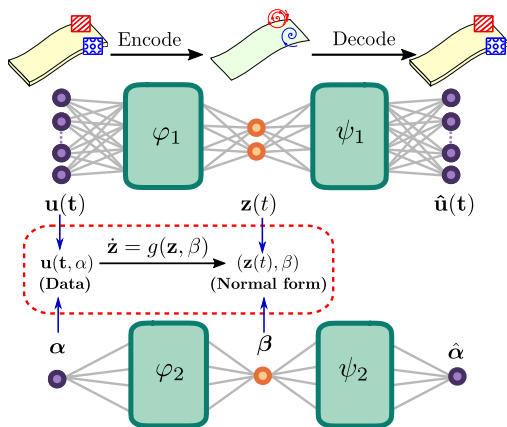 Encode
Decode
φ₁
ψ₁
u(t)
z(t)
û(t)
u(t, α)
ż = g(z, β)
(z(t), β)
(Data)
(Normal form)
α
β
α̂
φ₂
ψ₂